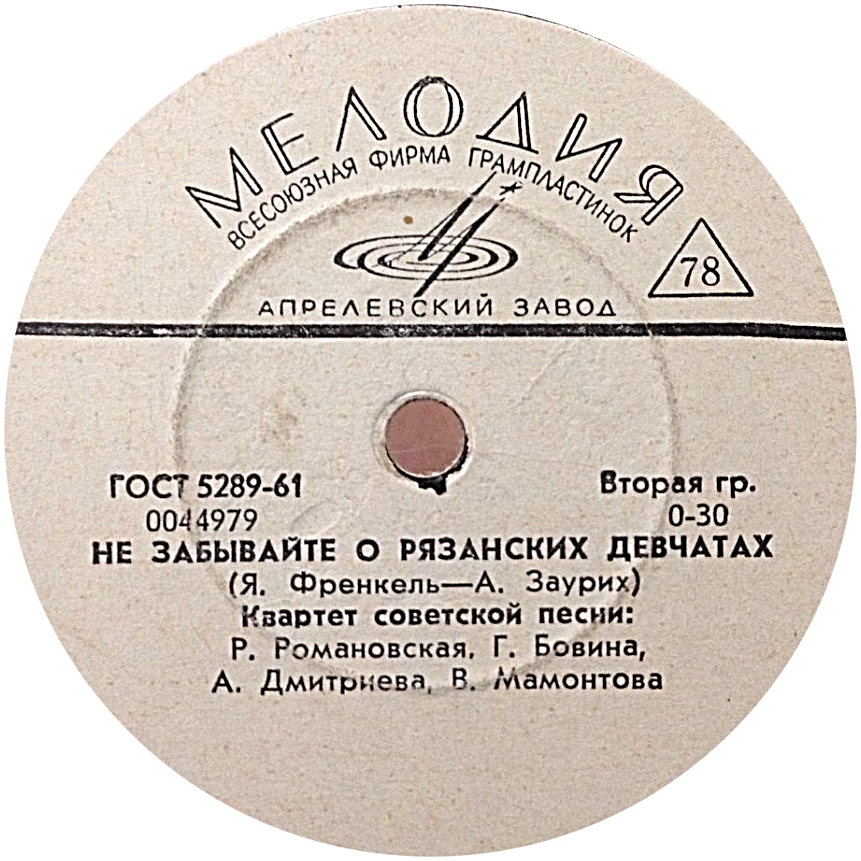 МЕЛОДИЯ
ВСЕСОЮЗНАЯ ФИРМА ГРАМПЛАСТИНОК
78
АПРЕЛЕВСКИЙ ЗАВОД
ГОСТ 5289-61
Вторая гр.
0044979
0-30
НЕ ЗАБЫВАЙТЕ О РЯЗАНСКИХ ДЕВЧАТАХ
(Я. Френкель—А. Заурих)
Квартет советской песни:
Р. Романовская, Г. Бовина,
А. Дмитриева, В. Мамонтова